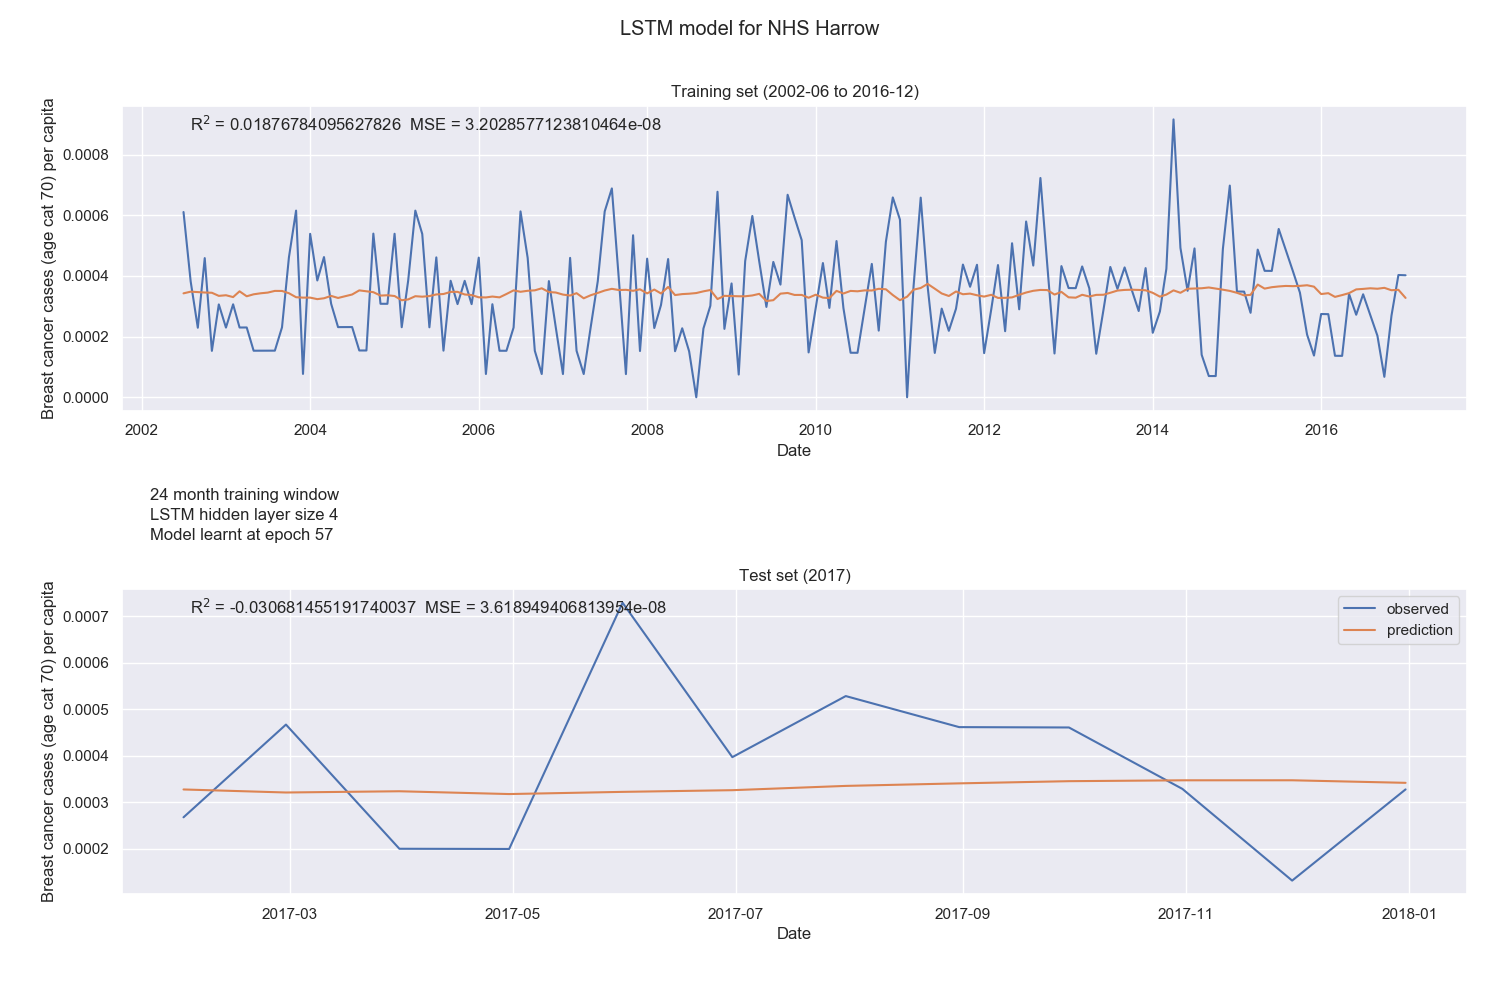 LSTM model for NHS Harrow
Training set (2002-06 to 2016-12)
R² = 0.01876784095627826 MSE = 3.2028577123810464e-08
Breast cancer cases (age cat 70) per capita
0.0008
0.0006
0.0004
0.0002
0.0000
2002 2004 2006 2008 2010 2012 2014 2016
Date
24 month training window
LSTM hidden layer size 4
Model learnt at epoch 57
Test set (2017)
R² = -0.030681455191740037 MSE = 3.618949406813954e-08
observed
prediction
Breast cancer cases (age cat 70) per capita
0.0007
0.0006
0.0005
0.0004
0.0003
0.0002
2017-03 2017-05 2017-07 2017-09 2017-11 2018-01
Date